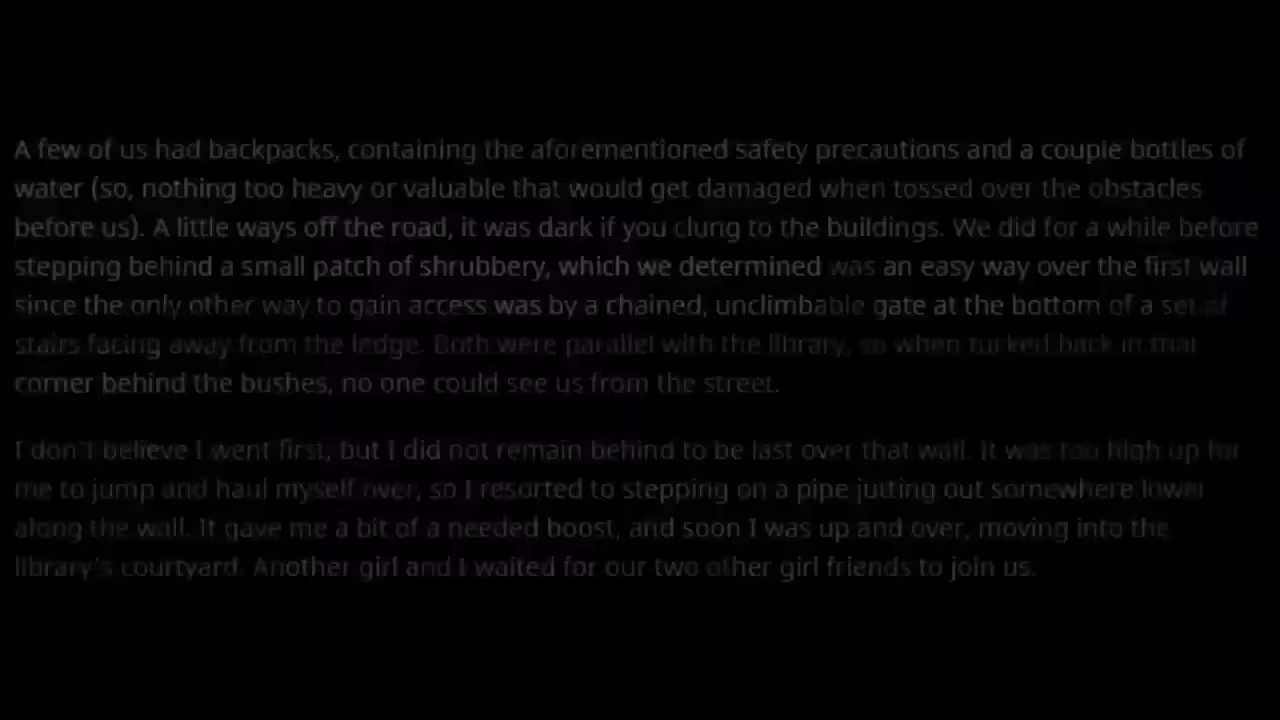 A few of us had backpacks, containing the aforementioned safety precautions and a couple bottles of
water (so, nothing too heavy or valuable that would get damaged when tossed over the obstacles
before us). A little ways off the road, it was dark if you clung to the buildings. We did for a while before
stepping behind a small patch of shrubbery, which we determined was an easy way over the first wall
since the only other way to gain access was by a chained, unclimbable gate at the bottom of a set of
stairs facing away from the ledge. Both were parallel with the library, so when tucked back in that
corner behind the bushes, no one could see us from the street.
I don't believe I went first, but I did not remain behind to be last over that wall. It was too high up for
me to jump and haul myself over, so I resorted to stepping on a pipe jutting out somewhere lower
along the wall. It gave me a bit of a needed boost, and soon I was up and over, moving into the
library's courtyard. Another girl and I waited for our two other girl friends to join us.